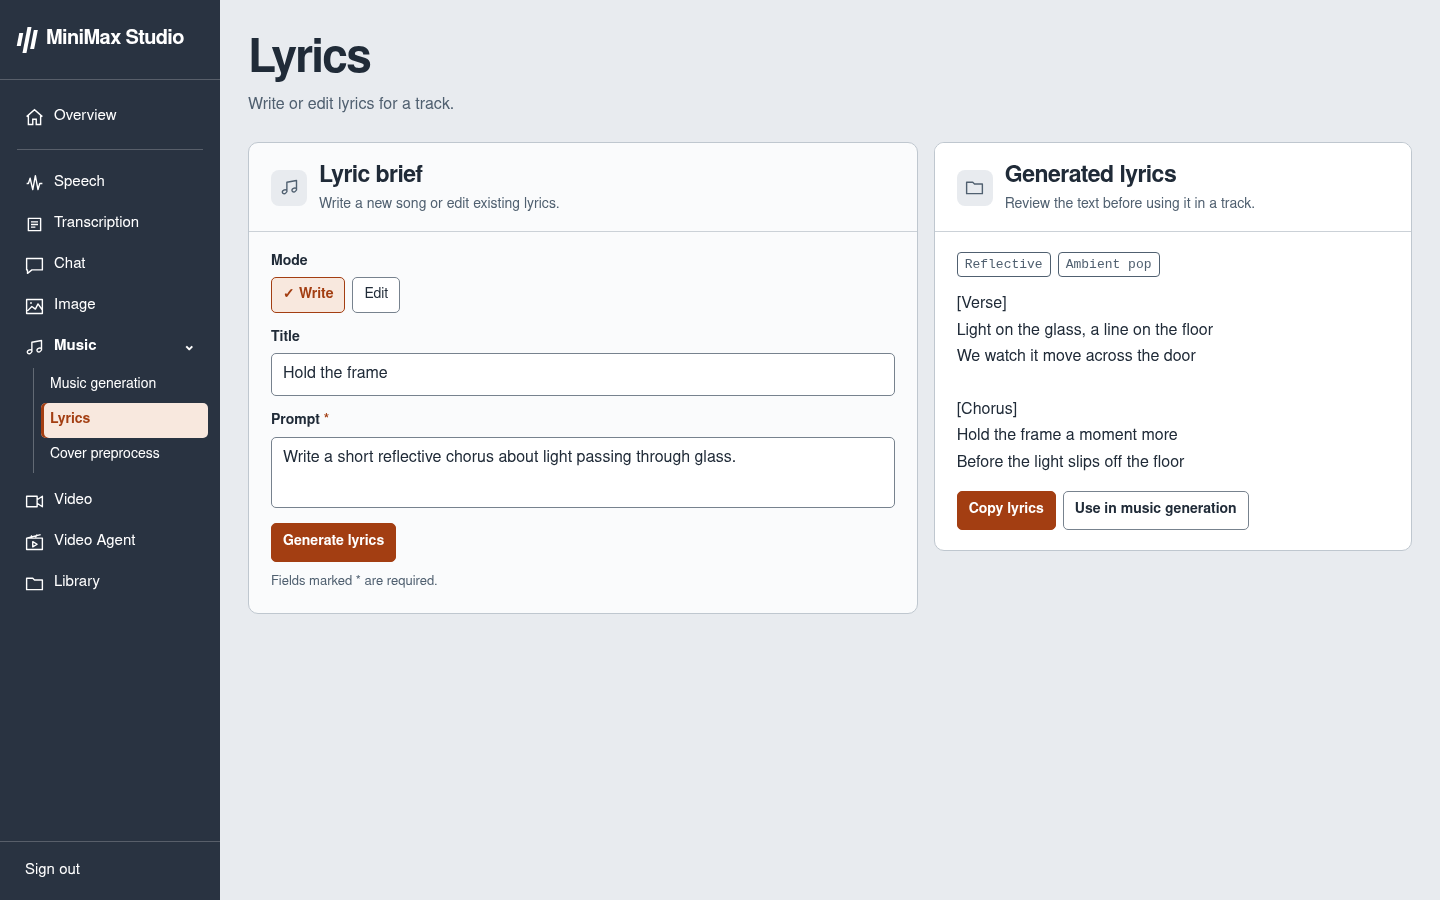 MiniMax Studio
Overview
Speech
Transcription
Chat
Image
Music
Music generation
Lyrics
Cover preprocess
Video
Video Agent
Library
Sign out
Lyrics
Write or edit lyrics for a track.
Lyric brief
Write a new song or edit existing lyrics.
Mode
✓ Write
Edit
Title
Hold the frame
Prompt *
Write a short reflective chorus about light passing through glass.
Generate lyrics
Fields marked * are required.
Generated lyrics
Review the text before using it in a track.
Reflective
Ambient pop
[Verse]
Light on the glass, a line on the floor
We watch it move across the door
[Chorus]
Hold the frame a moment more
Before the light slips off the floor
Copy lyrics
Use in music generation